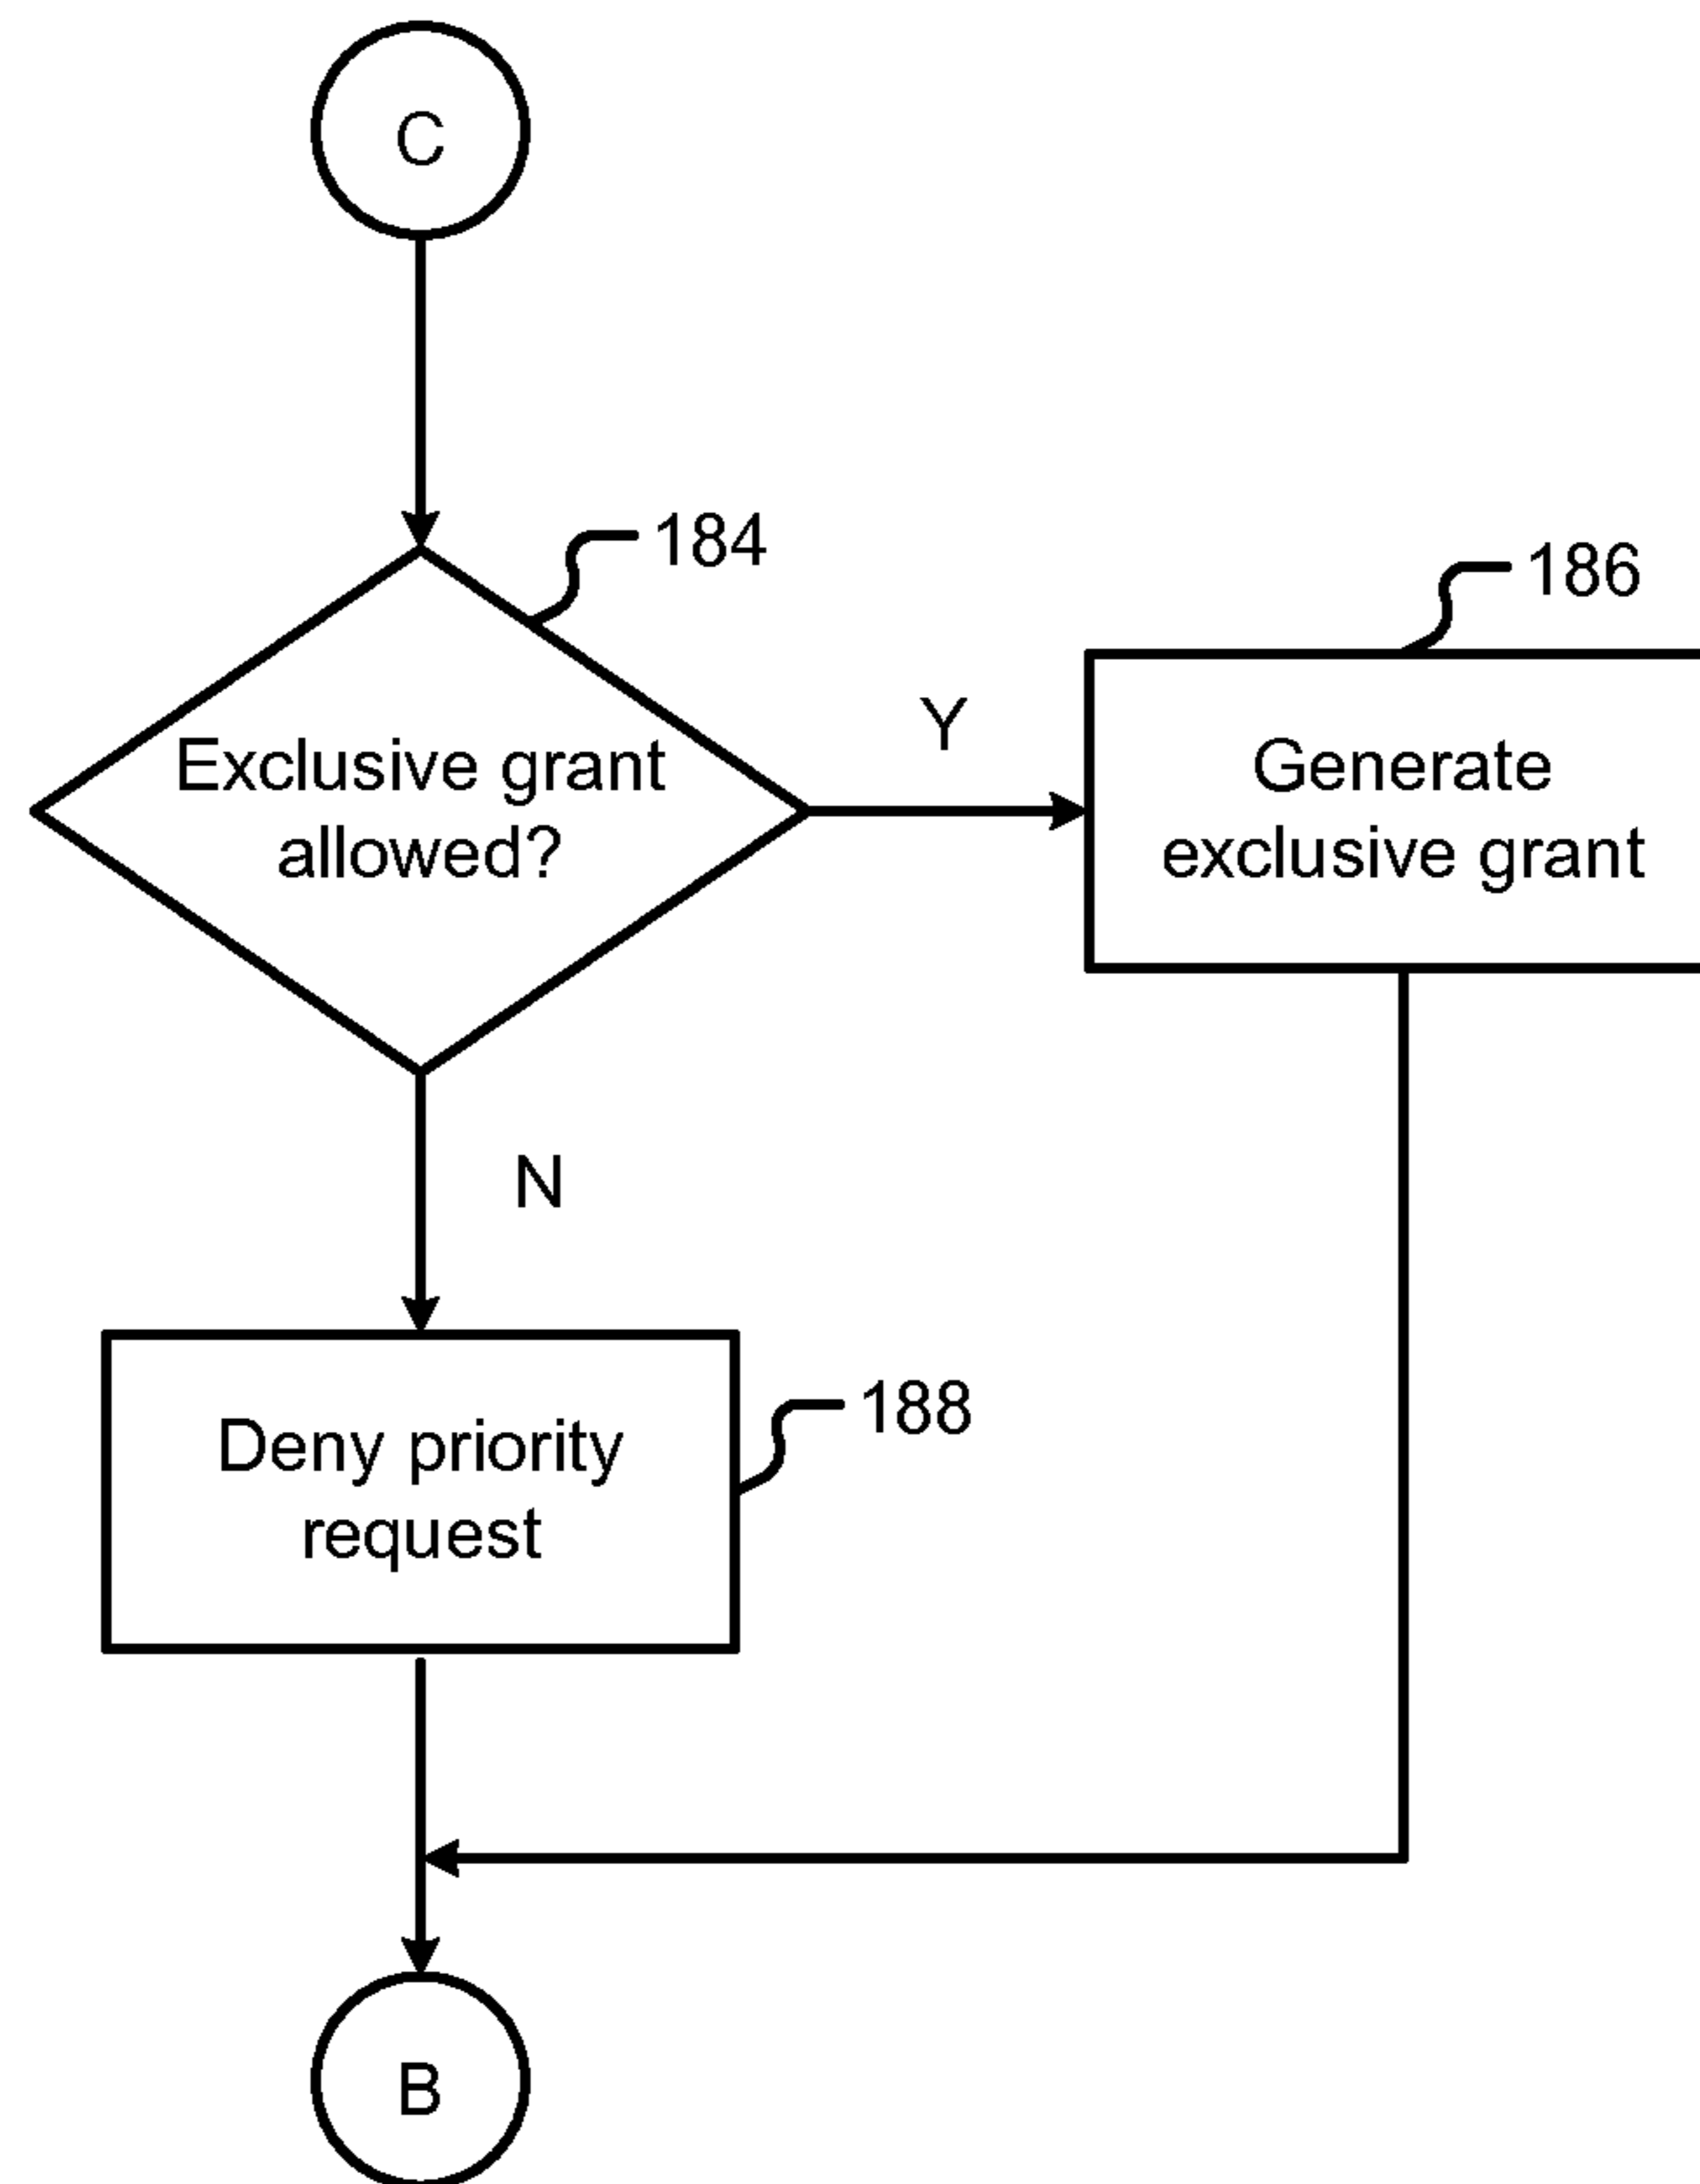 C
184
186
Exclusive grant
allowed?
Y
Generate
exclusive grant
N
188
Deny priority
request
B